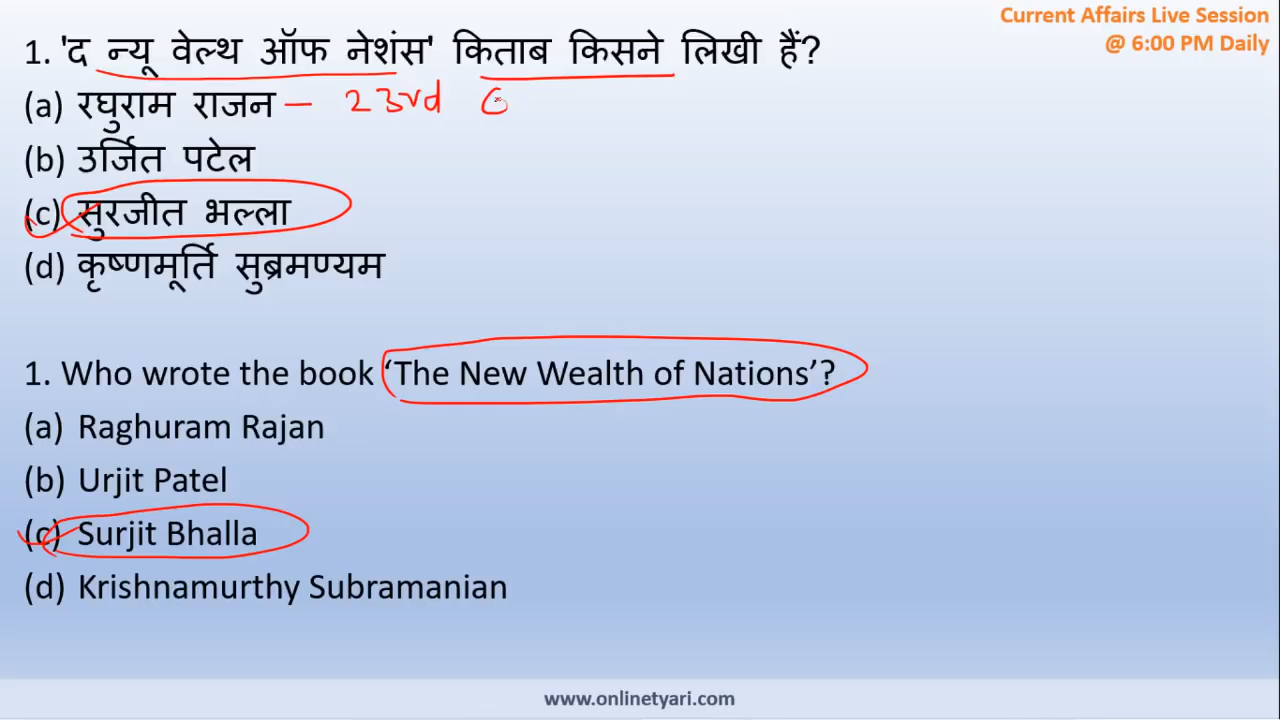 Current Affairs Live Session
@ 6:00 PM Daily
1. 'द न्यू वेल्थ ऑफ नेशंस' किताब किसने लिखी हैं?
(a) रघुराम राजन – 23rd
(b) उर्जित पटेल
(c) सुरजीत भल्ला
(d) कृष्णमूर्ति सुब्रमण्यम
1. Who wrote the book ‘The New Wealth of Nations’?
(a) Raghuram Rajan
(b) Urjit Patel
(c) Surjit Bhalla
(d) Krishnamurthy Subramanian
www.onlinetyari.com